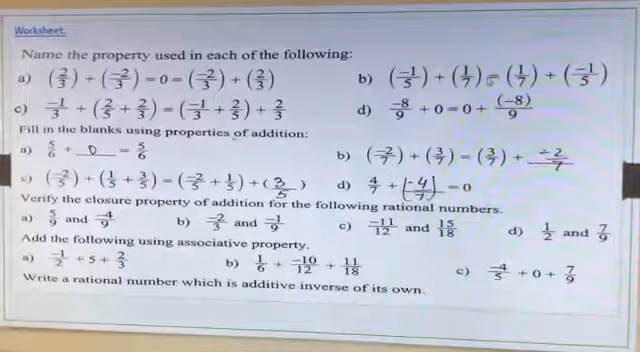 Worksheet.
Name the property used in each of the following:
a) (2/3) + (-2/3) = 0 = (-2/3) + (2/3) b) (-1/5) + (1/7) = (1/7) + (-1/5)
c) -1/3 + (2/5 + 2/3) = (-1/3 + 2/5) + 2/3 d) -8/9 + 0 = 0 + (-8)/9
Fill in the blanks using properties of addition:
a) 5/6 + 0 = 5/6 b) (-2/7) + (3/7) = (3/7) + -2/7
c) (-2/5) + (1/5 + 3/5) = (-2/5 + 1/5) + (3/5) d) 4/7 + (-4/7) = 0
Verify the closure property of addition for the following rational numbers.
a) 5/9 and -4/9 b) -2/3 and -1/9 c) -11/12 and 15/18 d) 1/2 and 7/9
Add the following using associative property.
a) -1/2 + 5 + 2/3 b) 1/6 + -10/12 + 11/18 c) -4/5 + 0 + 7/9
Write a rational number which is additive inverse of its own.